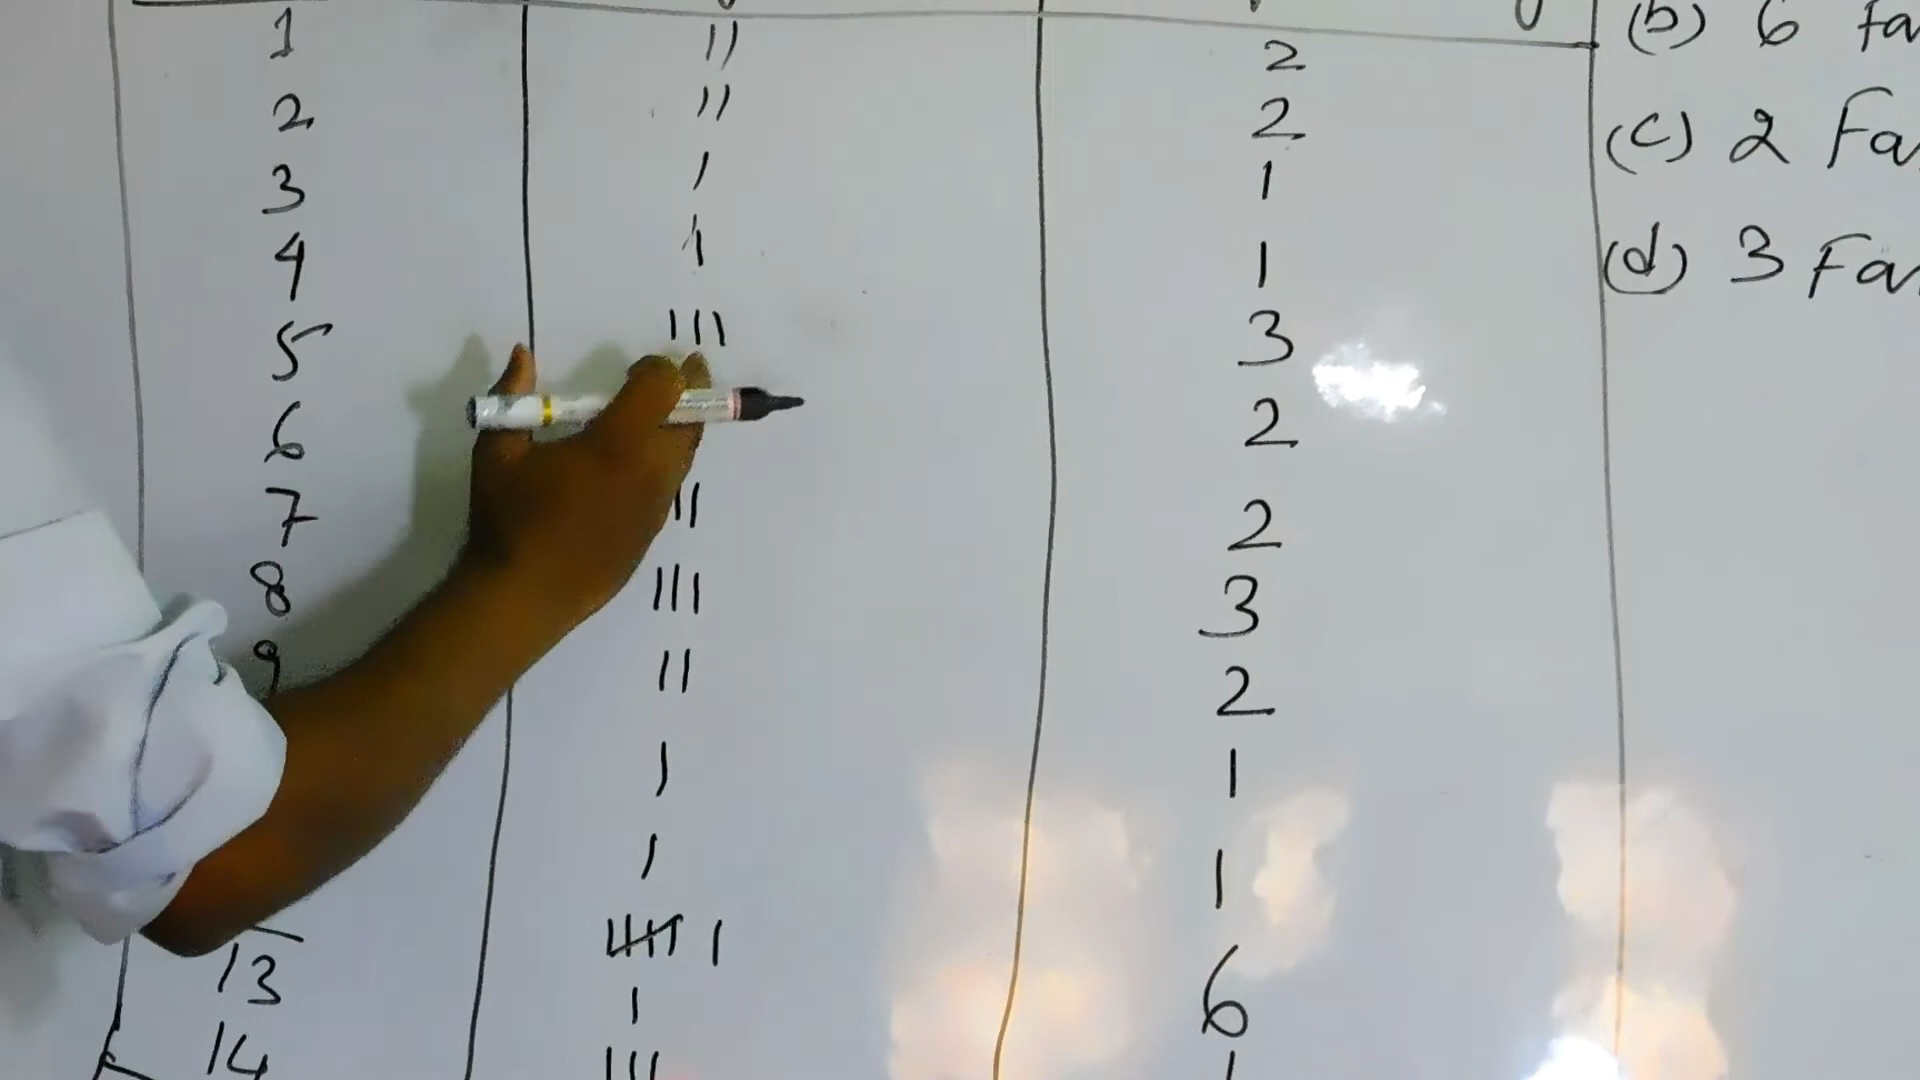 1 || 2 (b) 6 Fa
2 || 2 (c) 2 Fa
3 | 1
4 | 1 (d) 3 Fa
5 ||| 3
6 2
7 || 2
8 ||| 3
9 || 2
| 1
| 1
|||| | 6
13 |
14 |||